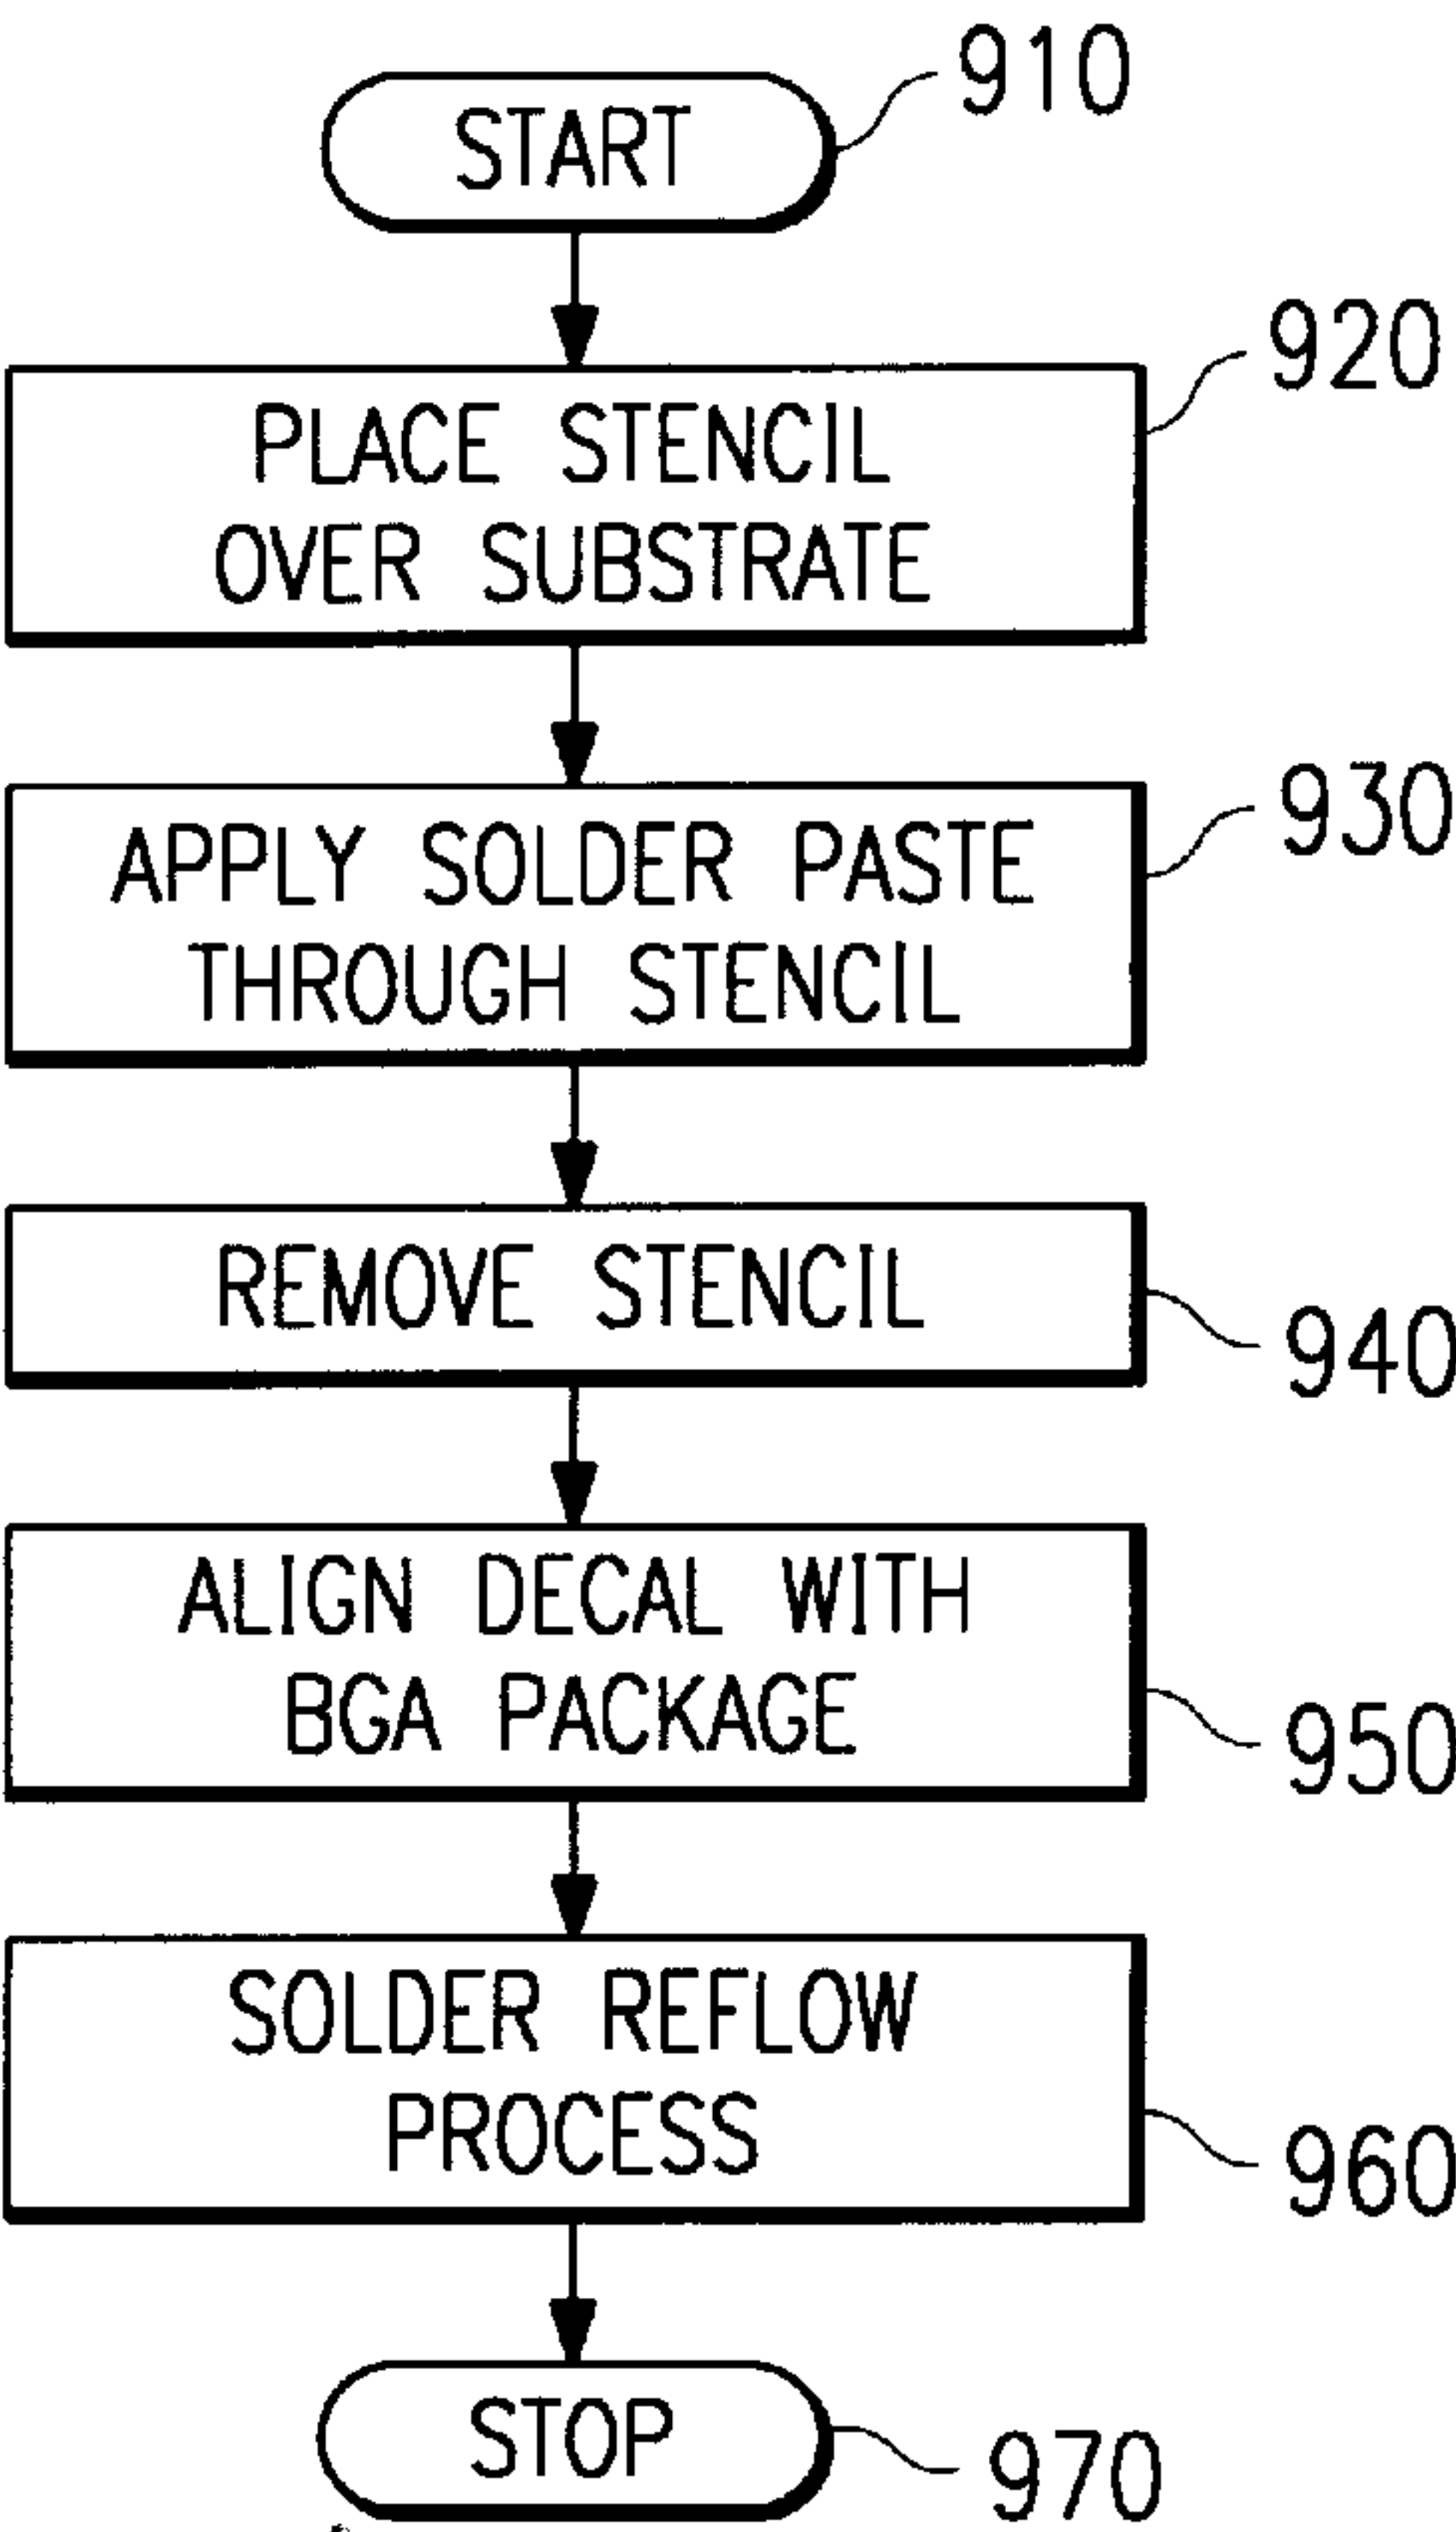 910
START
920
PLACE STENCIL
OVER SUBSTRATE
930
APPLY SOLDER PASTE
THROUGH STENCIL
REMOVE STENCIL
940
ALIGN DECAL WITH
BGA PACKAGE
950
SOLDER REFLOW
PROCESS
960
STOP
970